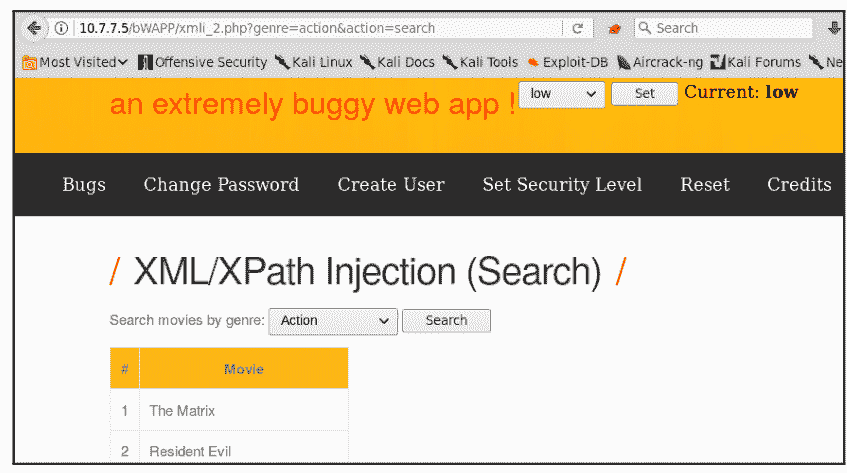 10.7.7.5/bWAPP/xmli_2.php?genre=action&action=search Search
Most Visited Offensive Security Kali Linux Kali Docs Kali Tools Exploit-DB Aircrack-ng Kali Forums Ne
an extremely buggy web app ! low Set Current: low
Bugs Change Password Create User Set Security Level Reset Credits
/ XML/XPath Injection (Search) /
Search movies by genre: Action Search
# Movie
1 The Matrix
2 Resident Evil